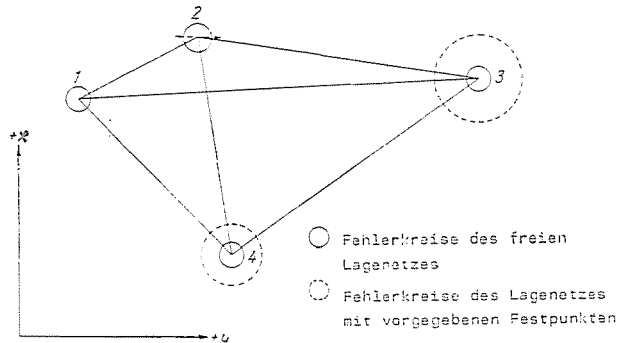 2
1
3
+x
4
+y
Fehlerkreise des freien
Lagenetzes
Fehlerkreise des Lagenetzes
mit vorgegebenen Festpunkten